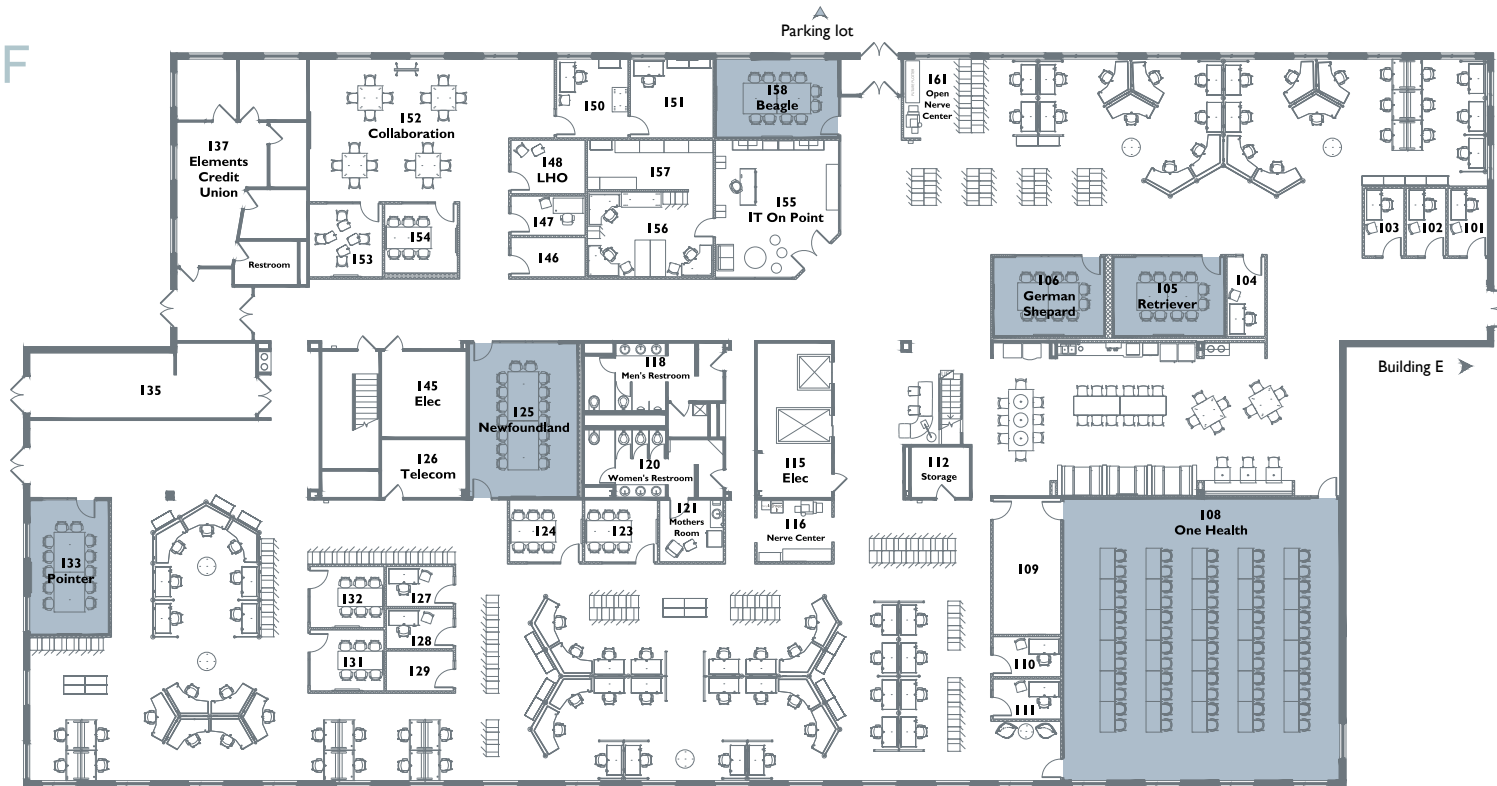 F
Parking lot
161
Open
Nerve
Center
158
Beagle
150
151
152
Collaboration
137
Elements
Credit
Union
148
LHO
157
155
IT On Point
147
156
154
153
146
Restroom
103
102
101
106
German
Shepard
105
Retriever
104
118
Men's Restroom
Building E
135
145
Elec
125
Newfoundland
126
Telecom
120
Women's Restroom
115
Elec
112
Storage
121
Mothers
Room
116
Nerve Center
124
123
108
One Health
133
Pointer
109
132
127
128
131
129
110
111